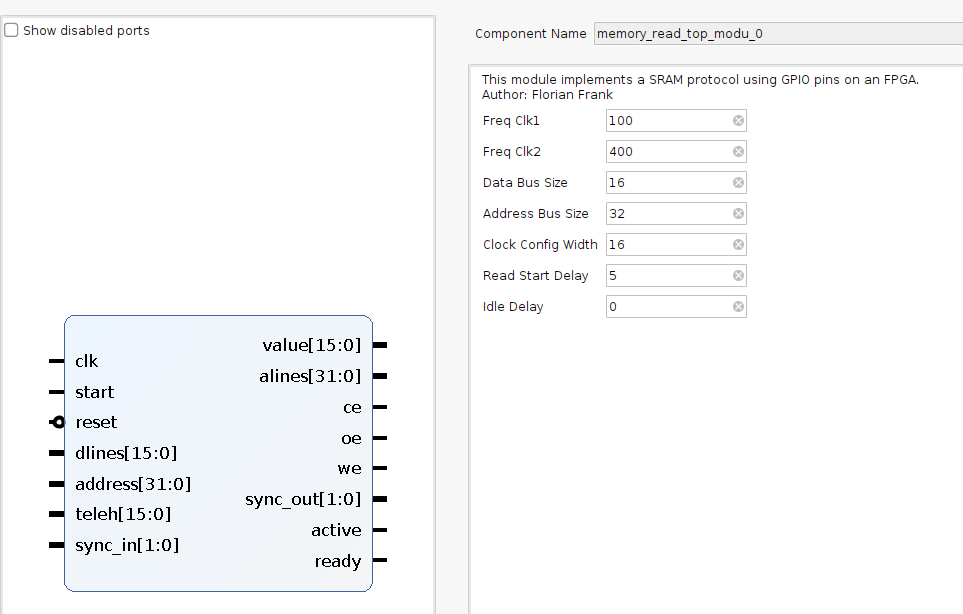 Show disabled ports
clk
start
reset
dlines[15:0]
address[31:0]
teleh[15:0]
sync_in[1:0]
value[15:0]
alines[31:0]
ce
oe
we
sync_out[1:0]
active
ready
Component Name memory_read_top_modu_0
This module implements a SRAM protocol using GPIO pins on an FPGA.
Author: Florian Frank
Freq Clk1 100
Freq Clk2 400
Data Bus Size 16
Address Bus Size 32
Clock Config Width 16
Read Start Delay 5
Idle Delay 0